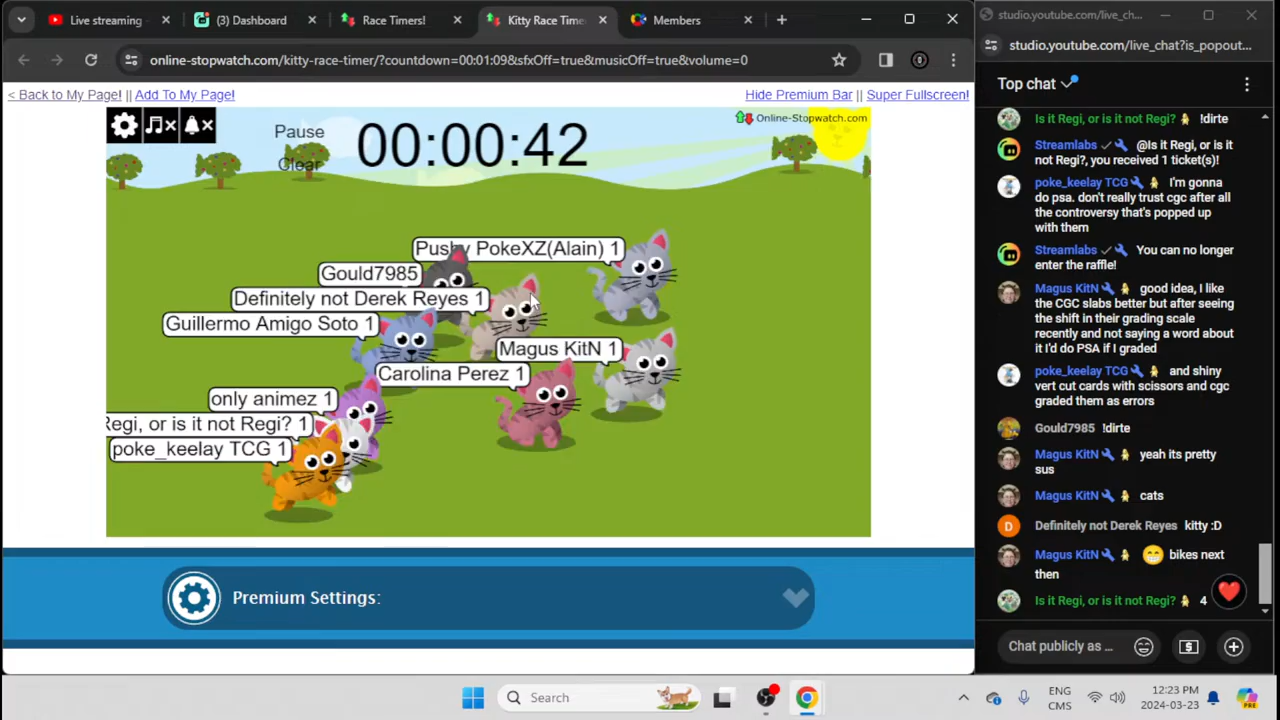 Live streaming
(3) Dashboard
Race Timers!
Kitty Race Time
Members
online-stopwatch.com/kitty-race-timer/?countdown=00:01:09&sfxOff=true&musicOff=true&volume=0
< Back to My Page! || Add To My Page!
Hide Premium Bar || Super Fullscreen!
Pause
Clear
00:00:42
Online-Stopwatch.com
PokeXZ(Alain) 1
Gould7985
Definitely not Derek Reyes 1
Guillermo Amigo Soto 1
Magus KitN 1
Carolina Perez 1
only animez 1
Regi, or is it not Regi? 1
poke_keelay TCG 1
Premium Settings:
studio.youtube.com/live_ch...
studio.youtube.com/live_chat?is_popout...
Top chat
Is it Regi, or is it not Regi? !dirte
Streamlabs @Is it Regi, or is it
not Regi?, you received 1 ticket(s)!
poke_keelay TCG I'm gonna
do psa. don't really trust cgc after all
the controversy that's popped up
with them
Streamlabs You can no longer
enter the raffle!
Magus KitN good idea, I like
the CGC slabs better but after seeing
the shift in their grading scale
recently and not saying a word about
it I'd do PSA if I graded
poke_keelay TCG and shiny
vert cut cards with scissors and cgc
graded them as errors
Gould7985 !dirte
Magus KitN yeah its pretty
sus
Magus KitN cats
D Definitely not Derek Reyes kitty :D
Magus KitN bikes next
then
Is it Regi, or is it not Regi? 4
Chat publicly as ...
Search
ENG
CMS
12:23 PM
2024-03-23
PRE